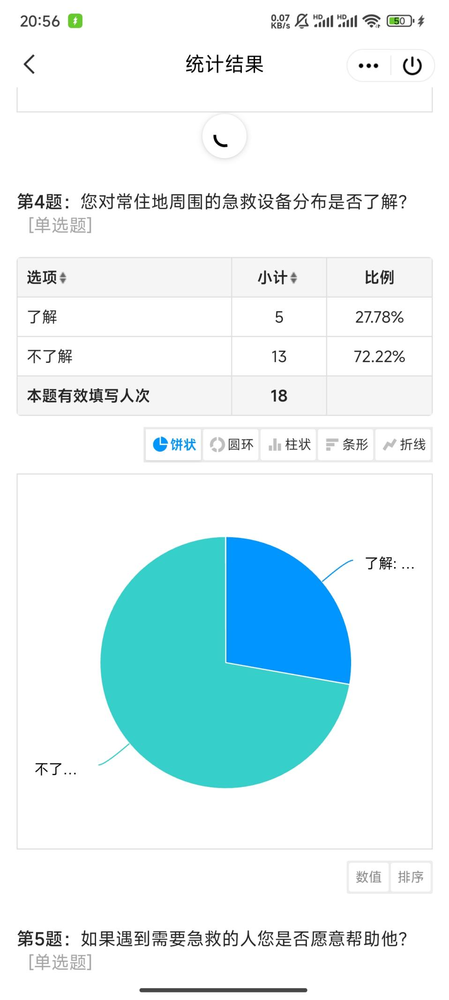 20:56
0.07
KB/s
HD
HD
50
统计结果
第4题：您对常住地周围的急救设备分布是否了解？
[单选题]
选项 小计 比例
了解 5 27.78%
不了解 13 72.22%
本题有效填写人次 18
饼状 圆环 柱状 条形 折线
了解: ...
不了...
数值 排序
第5题：如果遇到需要急救的人您是否愿意帮助他？
[单选题]